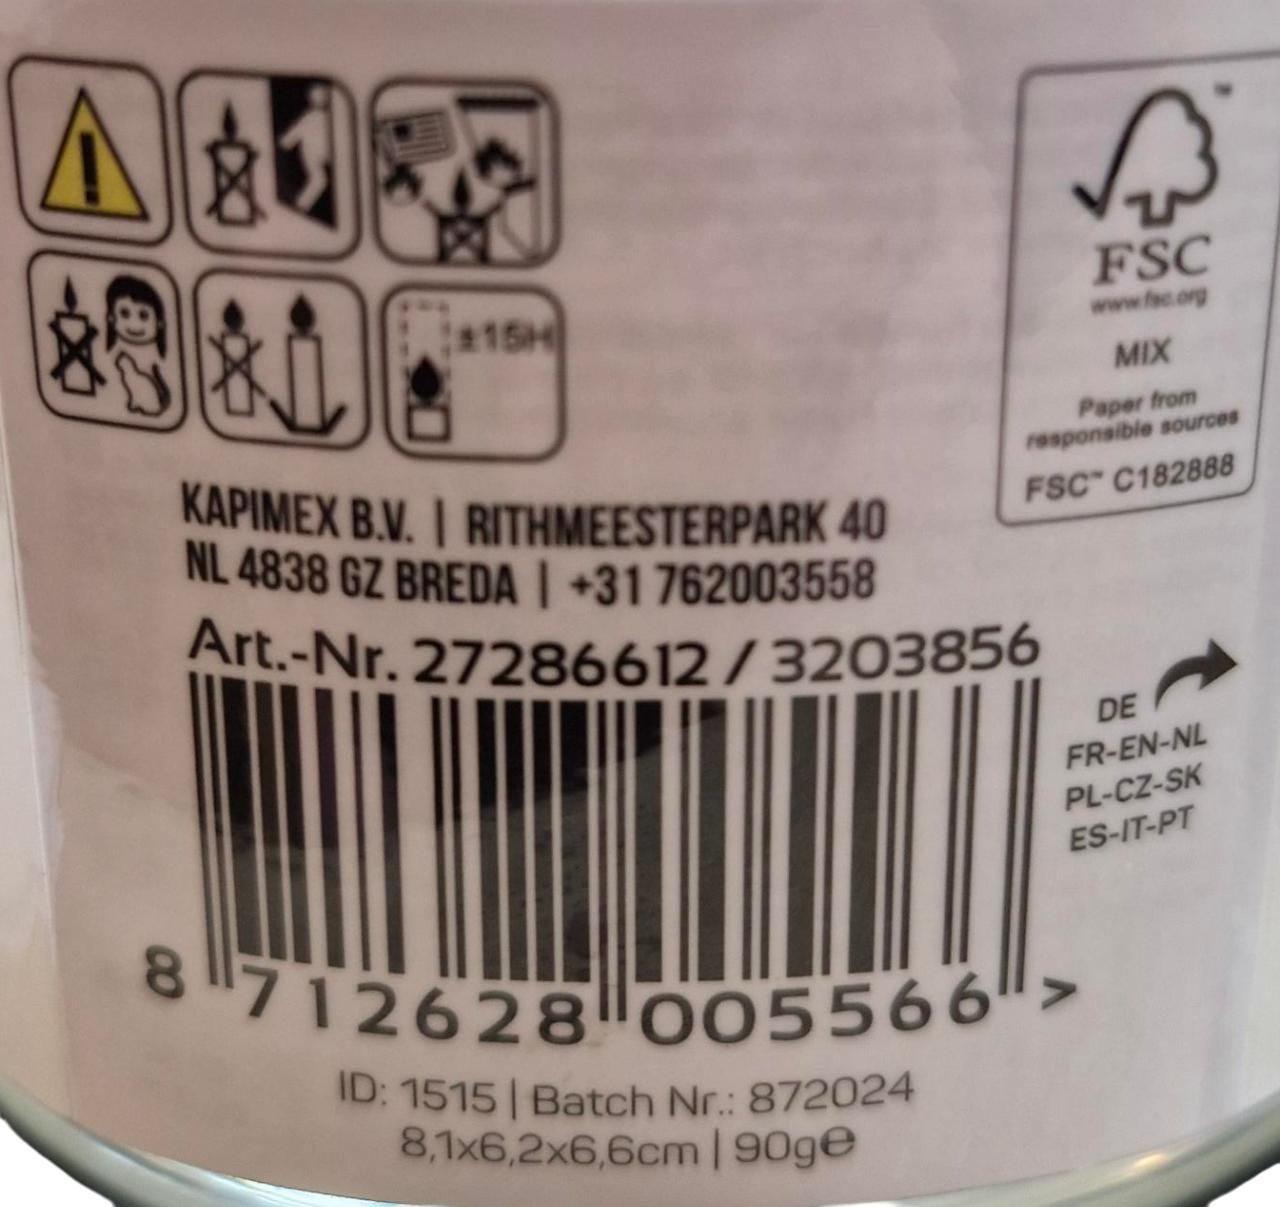 ±15H
™
FSC
www.fsc.org
MIX
Paper from
responsible sources
FSC™ C182888
KAPIMEX B.V. | RITHMEESTERPARK 40
NL 4838 GZ BREDA | +31 762003558
Art.-Nr. 27286612 / 3203856
DE
FR-EN-NL
PL-CZ-SK
ES-IT-PT
8 712628 005566 >
ID: 1515 | Batch Nr.: 872024
8,1x6,2x6,6cm | 90g℮